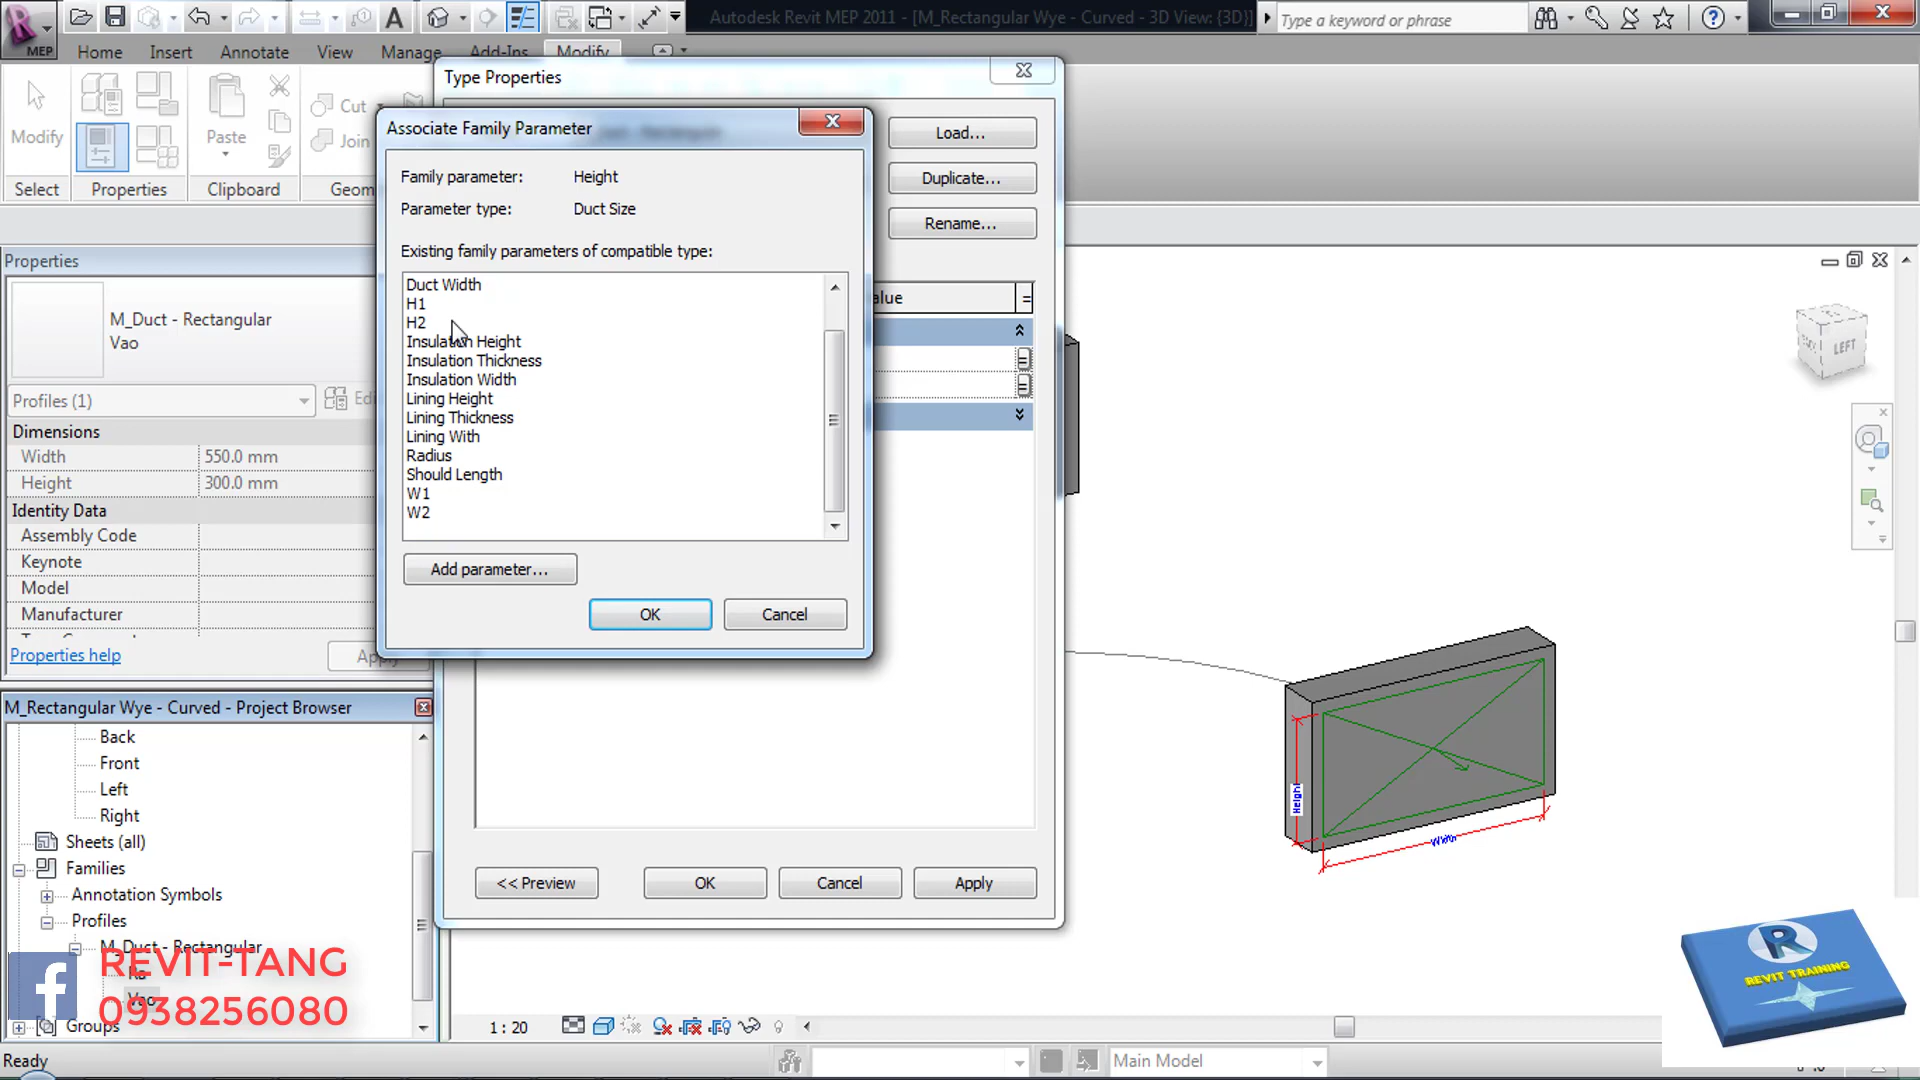 MEP
Autodesk Revit MEP 2011 - [M_Rectangular Wye - Curved - 3D View: {3D}]
Type a keyword or phrase
Home
Insert
Annotate
View
Manage
Add-Ins
Modify
Modify
Paste
Cut
Join
Select
Properties
Clipboard
Geom
Type Properties
Load...
Duplicate...
Rename...
alue
=
Associate Family Parameter
Family parameter:
Height
Parameter type:
Duct Size
Existing family parameters of compatible type:
Duct Width
H1
H2
Insulation Height
Insulation Thickness
Insulation Width
Lining Height
Lining Thickness
Lining With
Radius
Should Length
W1
W2
Add parameter...
OK
Cancel
<< Preview
OK
Cancel
Apply
Properties
M_Duct - Rectangular
Vao
Profiles (1)
Edi
Dimensions
Width
550.0 mm
Height
300.0 mm
Identity Data
Assembly Code
Keynote
Model
Manufacturer
Properties help
M_Rectangular Wye - Curved - Project Browser
Back
Front
Left
Right
Sheets (all)
Families
Annotation Symbols
Profiles
M_Duct - Rectangular
Ra
Vao
Groups
REVIT-TANG
0938256080
LEFT
Height
Width
R
REVIT TRAINING
1 : 20
Ready
Main Model